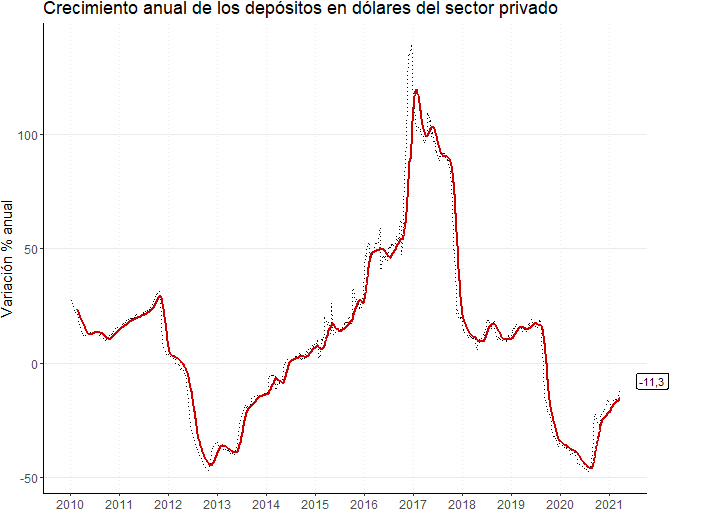 Crecimiento anual de los depósitos en dólares del sector privado
Variación % anual
100
50
0
-50
-11,3
2010 2011 2012 2013 2014 2015 2016 2017 2018 2019 2020 2021